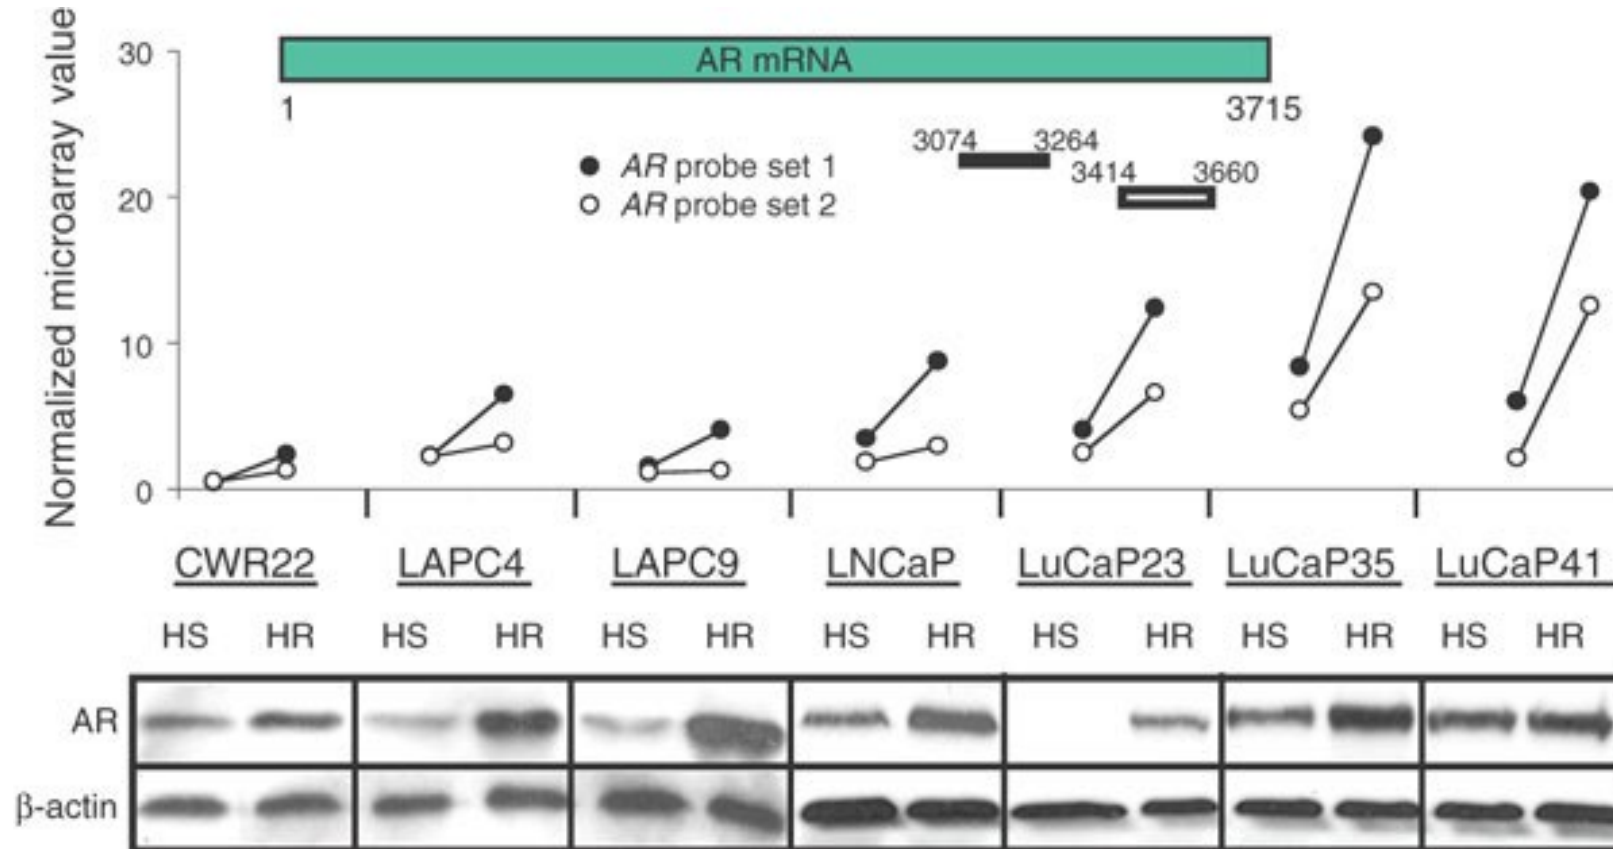 Normalized microarray value
30
20
10
0
AR mRNA
1 3715
3074 3264
3414 3660
AR probe set 1
AR probe set 2
CWR22 LAPC4 LAPC9 LNCaP LuCaP23 LuCaP35 LuCaP41
HS HR HS HR HS HR HS HR HS HR HS HR HS HR
AR
β-actin